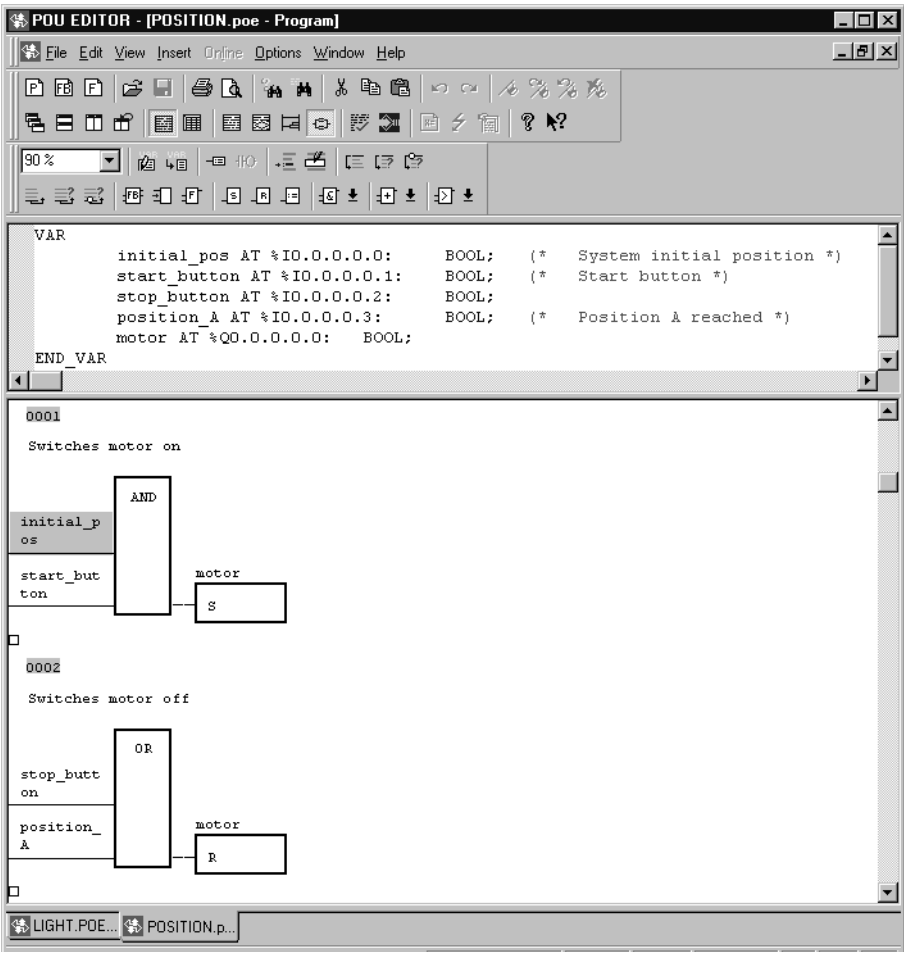 POU EDITOR - [POSITION.poe - Program]
File Edit View Insert Online Options Window Help
90 %
VAR
initial_pos AT %I0.0.0.0.0: BOOL; (* System initial position *)
start_button AT %I0.0.0.0.1: BOOL; (* Start button *)
stop_button AT %I0.0.0.0.2: BOOL;
position_A AT %I0.0.0.0.3: BOOL; (* Position A reached *)
motor AT %Q0.0.0.0.0: BOOL;
END_VAR
0001
Switches motor on
AND
initial_p
os
start_but
ton
motor
S
0002
Switches motor off
OR
stop_butt
on
position_
A
motor
R
LIGHT.POE... POSITION.p...